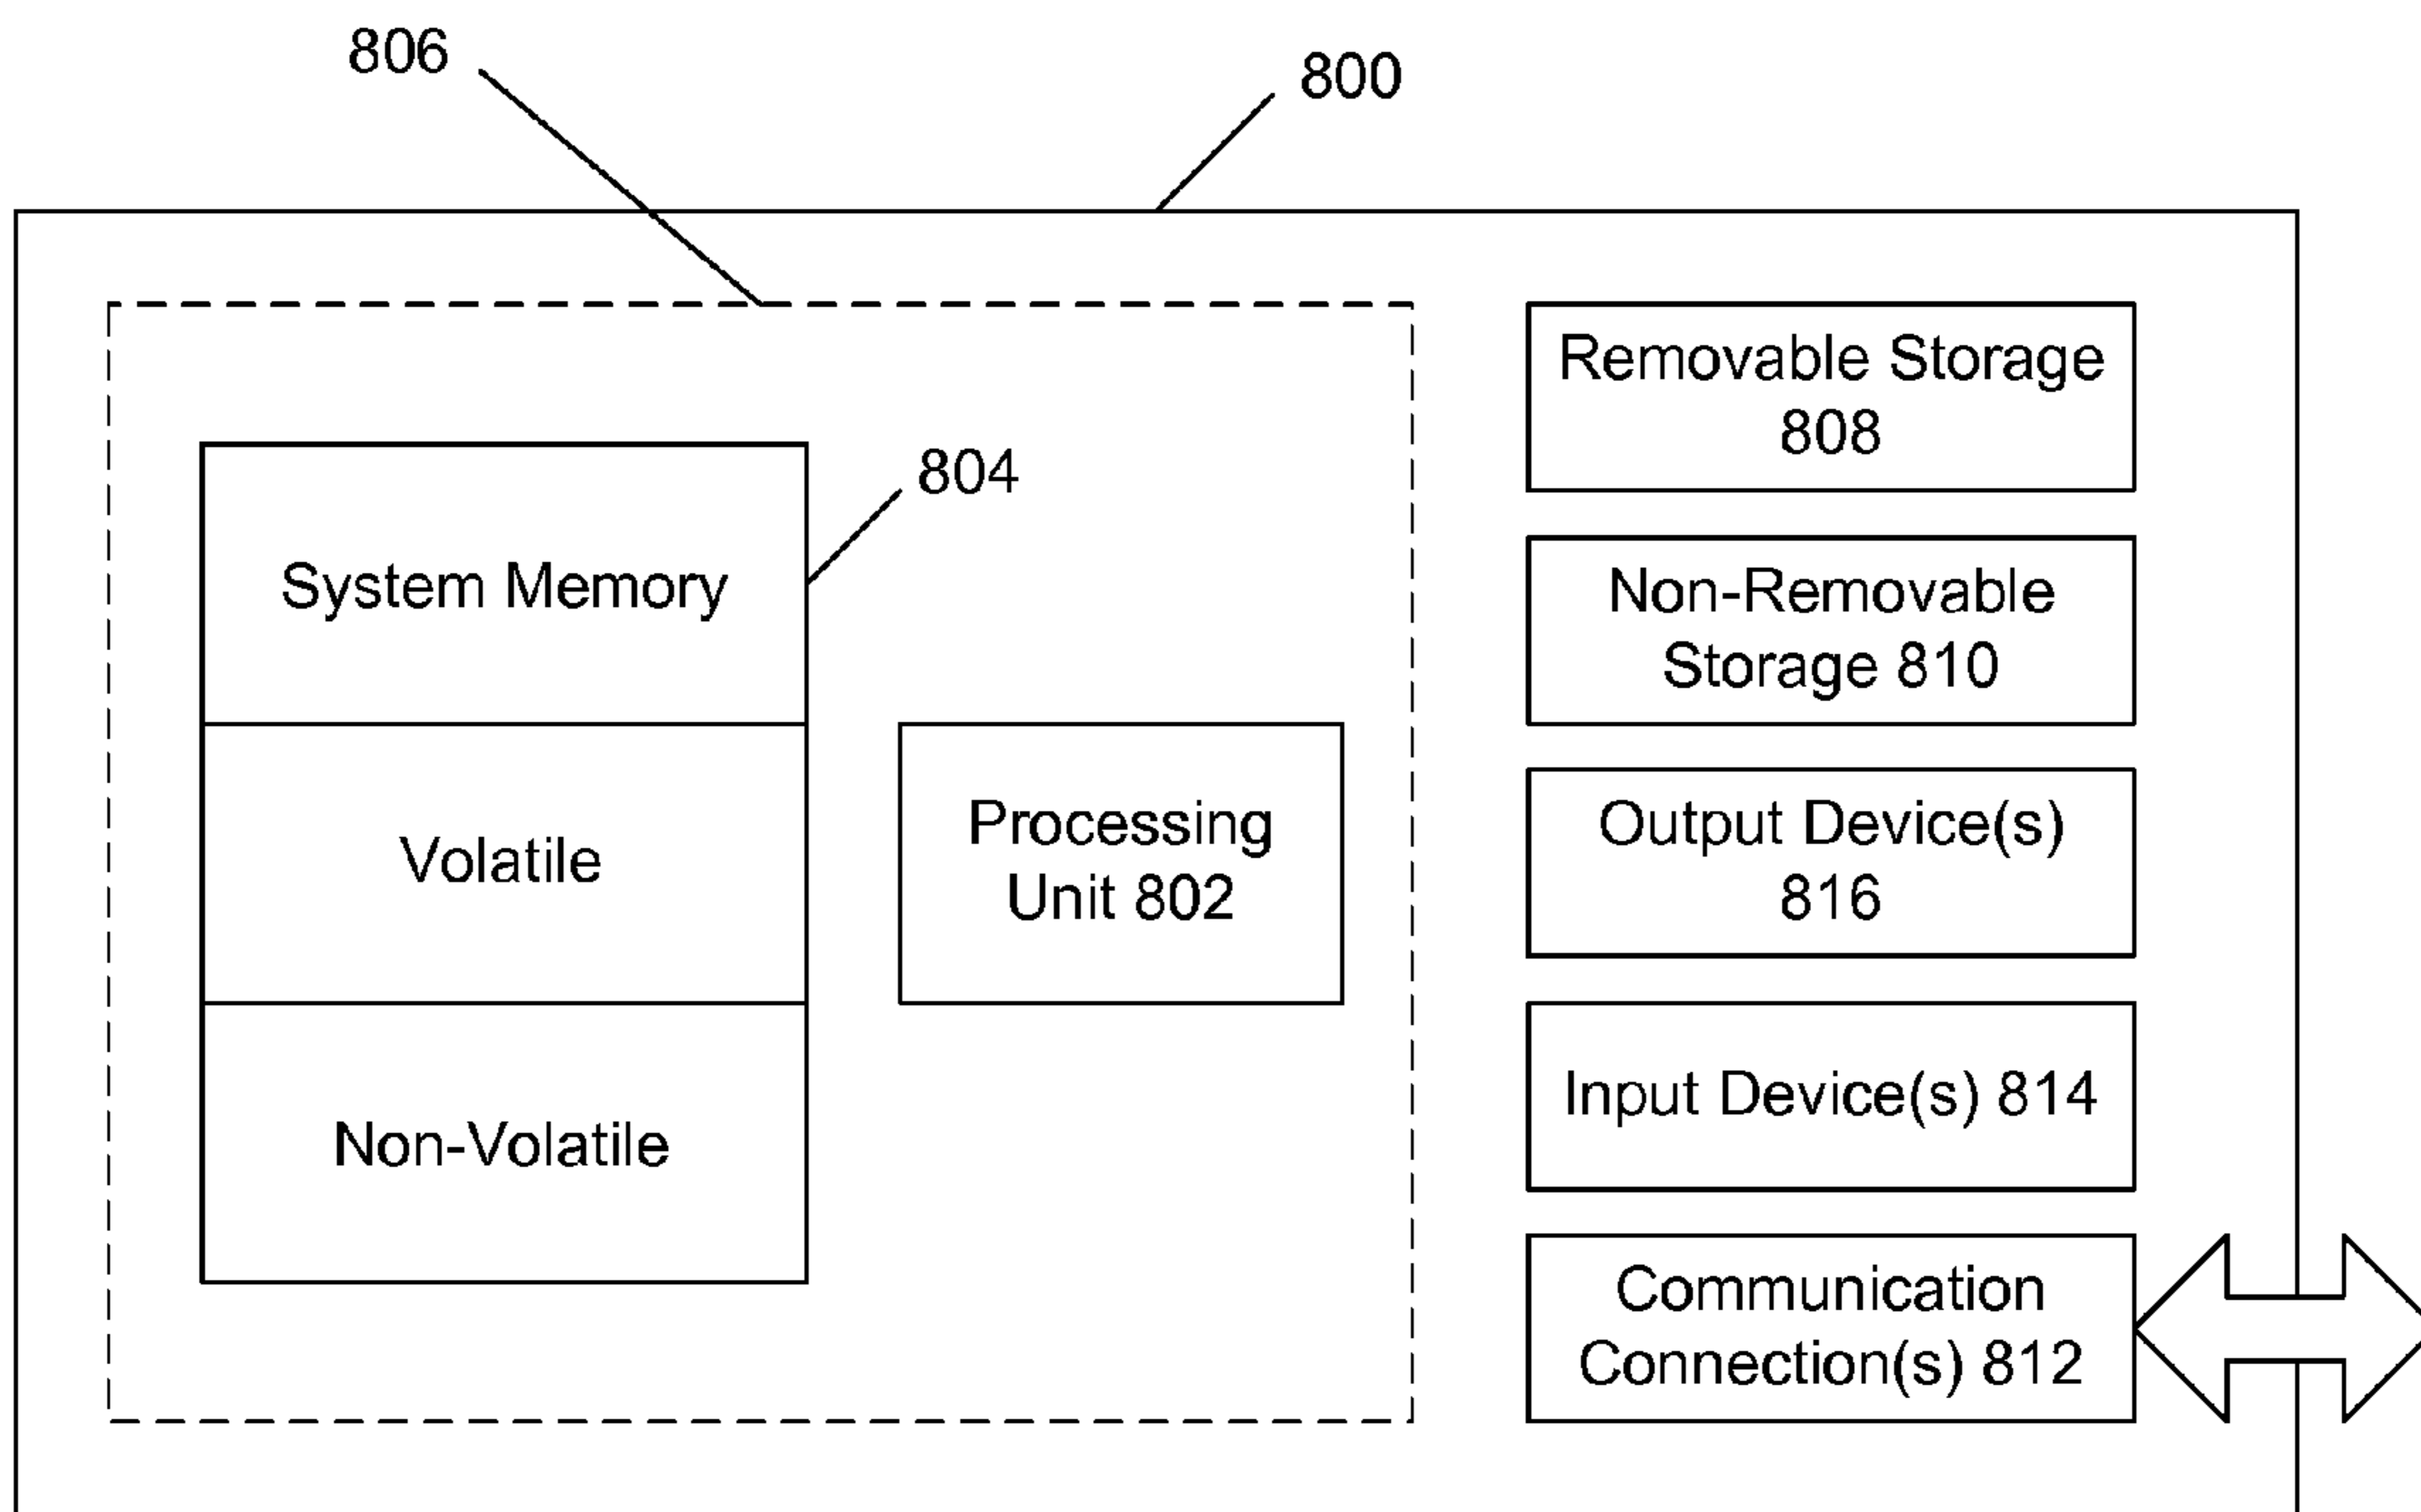 806
800
804
System Memory
Volatile
Non-Volatile
Processing
Unit 802
Removable Storage
808
Non-Removable
Storage 810
Output Device(s)
816
Input Device(s) 814
Communication
Connection(s) 812